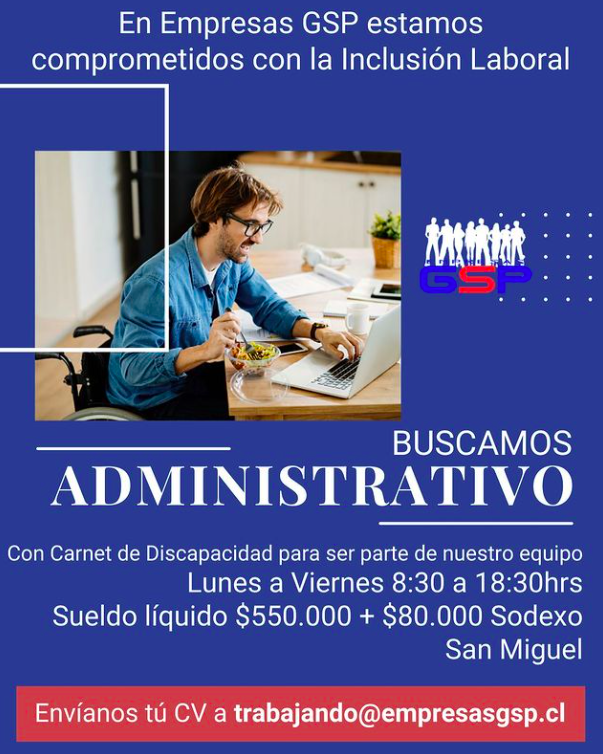 En Empresas GSP estamos
comprometidos con la Inclusión Laboral
GSP
BUSCAMOS
ADMINISTRATIVO
Con Carnet de Discapacidad para ser parte de nuestro equipo
Lunes a Viernes 8:30 a 18:30hrs
Sueldo líquido $550.000 + $80.000 Sodexo
San Miguel
Envíanos tú CV a trabajando@empresasgsp.cl